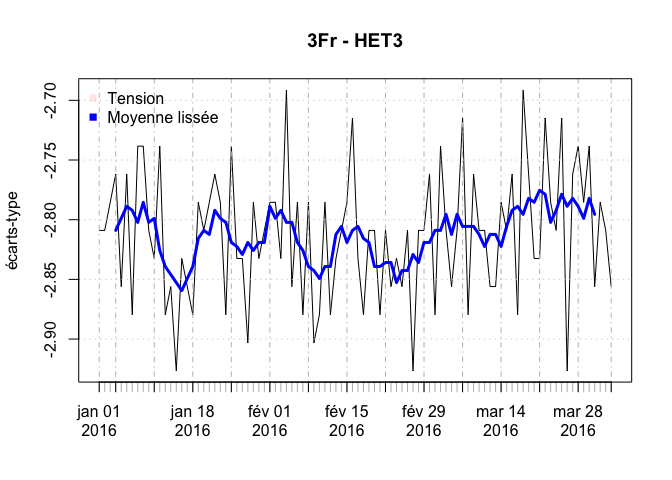 3Fr - HET3
Tension
Moyenne lissée
écarts-type
-2.70
-2.75
-2.80
-2.85
-2.90
jan 01
2016
jan 18
2016
fév 01
2016
fév 15
2016
fév 29
2016
mar 14
2016
mar 28
2016